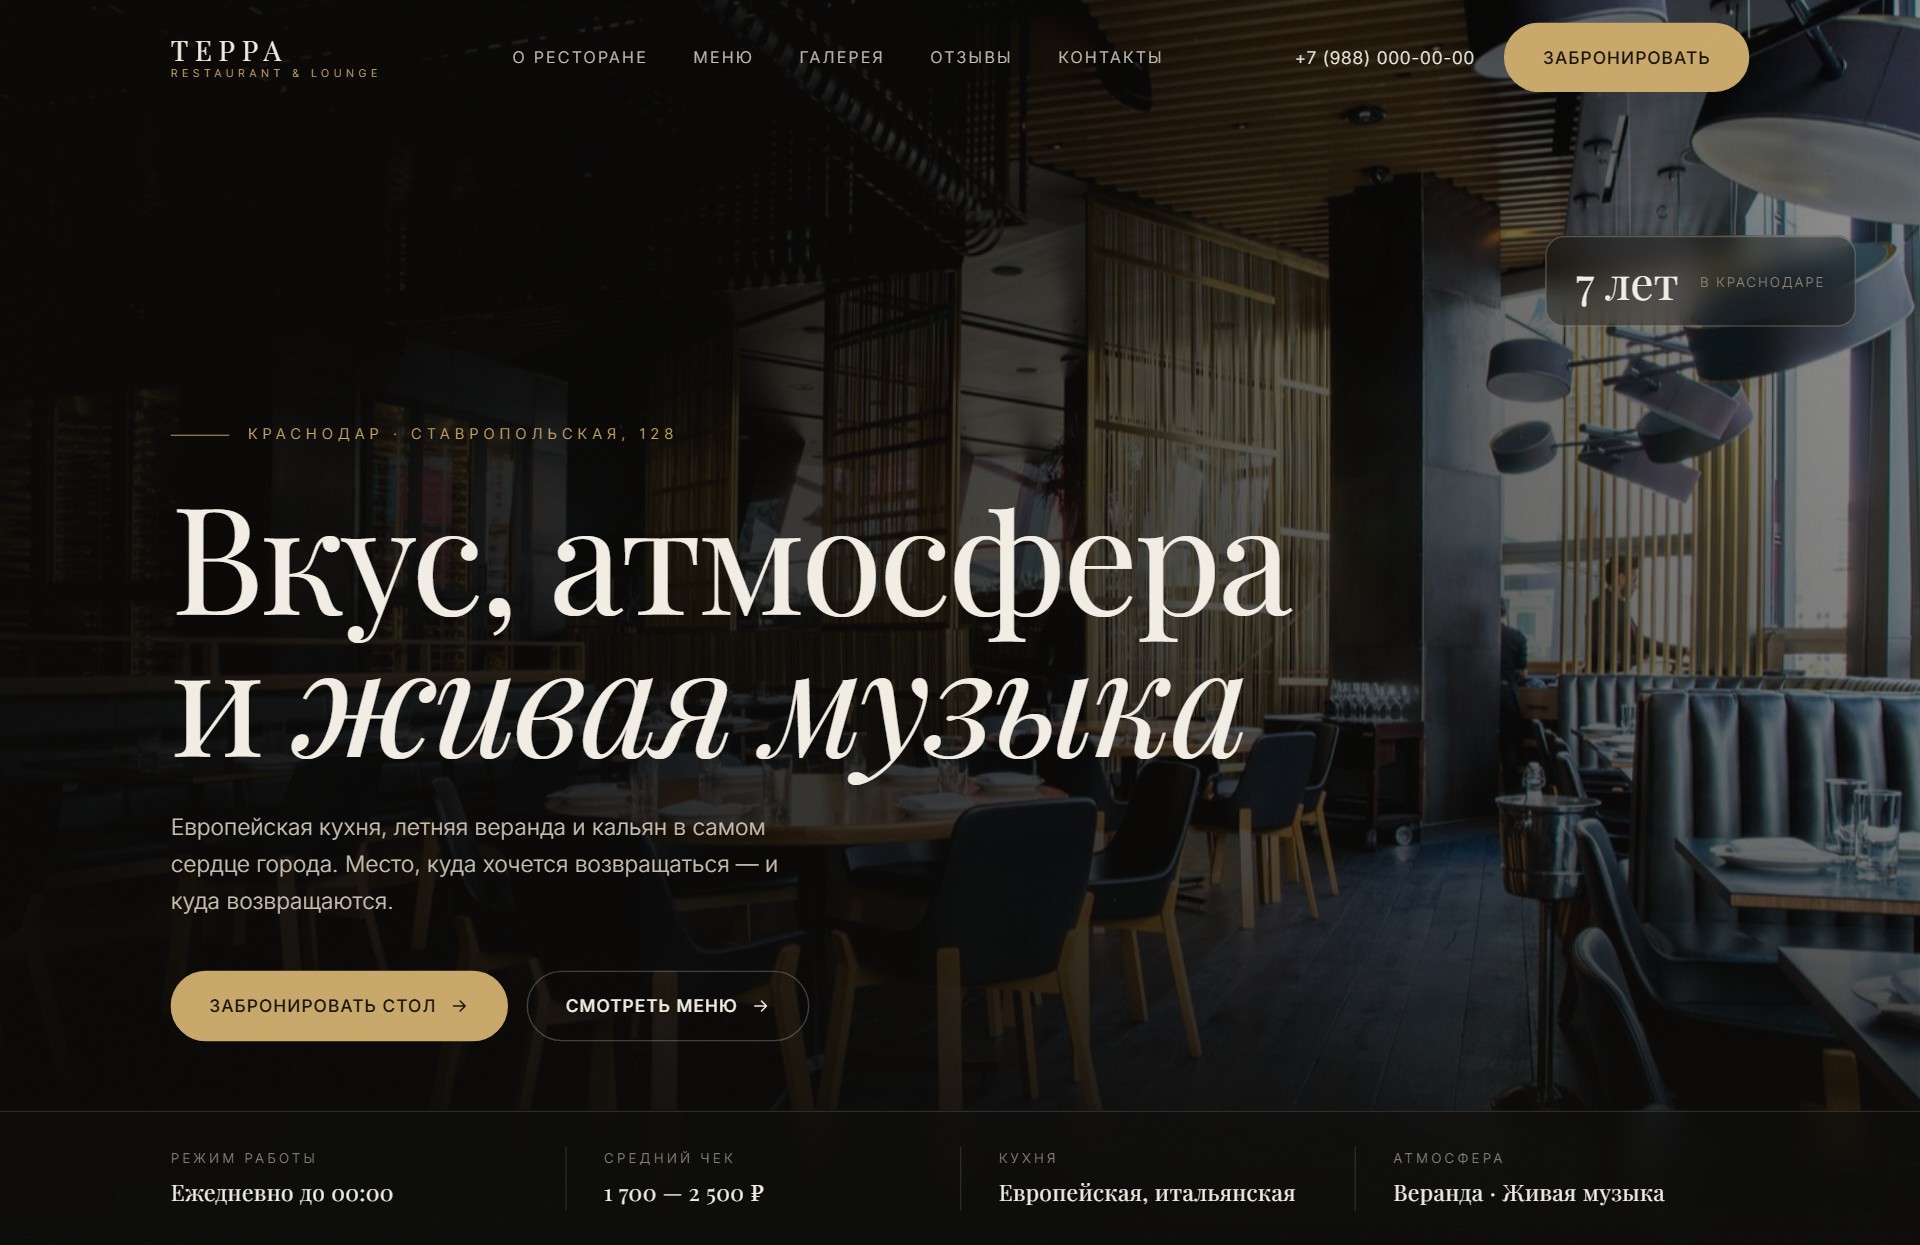 ТЕРРА
RESTAURANT & LOUNGE
О РЕСТОРАНЕ
МЕНЮ
ГАЛЕРЕЯ
ОТЗЫВЫ
КОНТАКТЫ
+7 (988) 000-00-00
ЗАБРОНИРОВАТЬ
7 лет
В КРАСНОДАРЕ
КРАСНОДАР · СТАВРОПОЛЬСКАЯ, 128
Вкус, атмосфера
и живая музыка
Европейская кухня, летняя веранда и кальян в самом
сердце города. Место, куда хочется возвращаться — и
куда возвращаются.
ЗАБРОНИРОВАТЬ СТОЛ →
СМОТРЕТЬ МЕНЮ →
РЕЖИМ РАБОТЫ
Ежедневно до 00:00
СРЕДНИЙ ЧЕК
1 700 — 2 500 ₽
КУХНЯ
Европейская, итальянская
АТМОСФЕРА
Веранда · Живая музыка